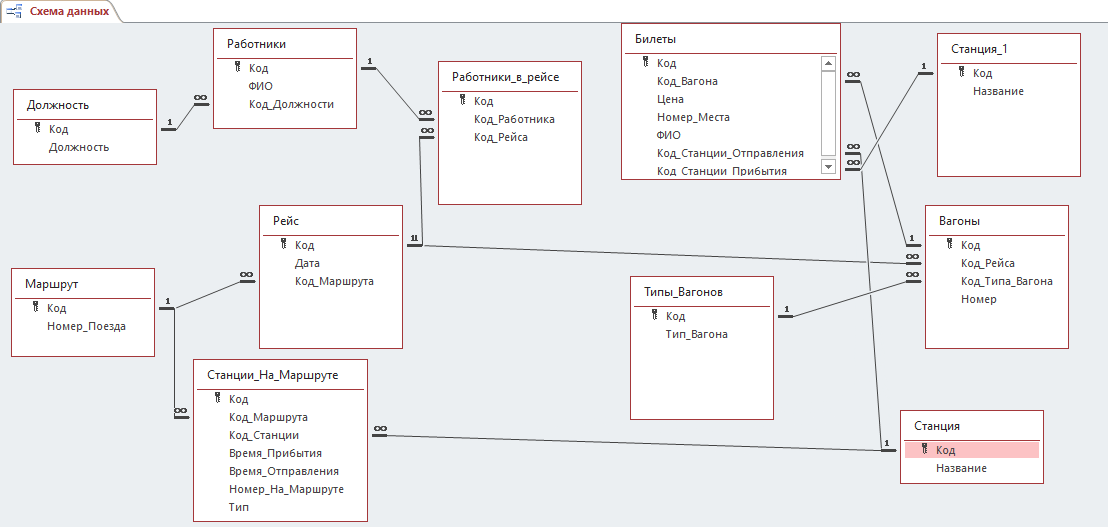 Схема данных
Должность
Код
Должность
Работники
Код
ФИО
Код_Должности
Работники_в_рейсе
Код
Код_Работника
Код_Рейса
Билеты
Код
Код_Вагона
Цена
Номер_Места
ФИО
Код_Станции_Отправления
Код_Станции_Прибытия
Станция_1
Код
Название
Маршрут
Код
Номер_Поезда
Рейс
Код
Дата
Код_Маршрута
Типы_Вагонов
Код
Тип_Вагона
Вагоны
Код
Код_Рейса
Код_Типа_Вагона
Номер
Станции_На_Маршруте
Код
Код_Маршрута
Код_Станции
Время_Прибытия
Время_Отправления
Номер_На_Маршруте
Тип
Станция
Код
Название
1
∞
1
∞
∞
1
∞
∞
∞
1
1
1
∞
1
∞
1
∞
∞
∞
1